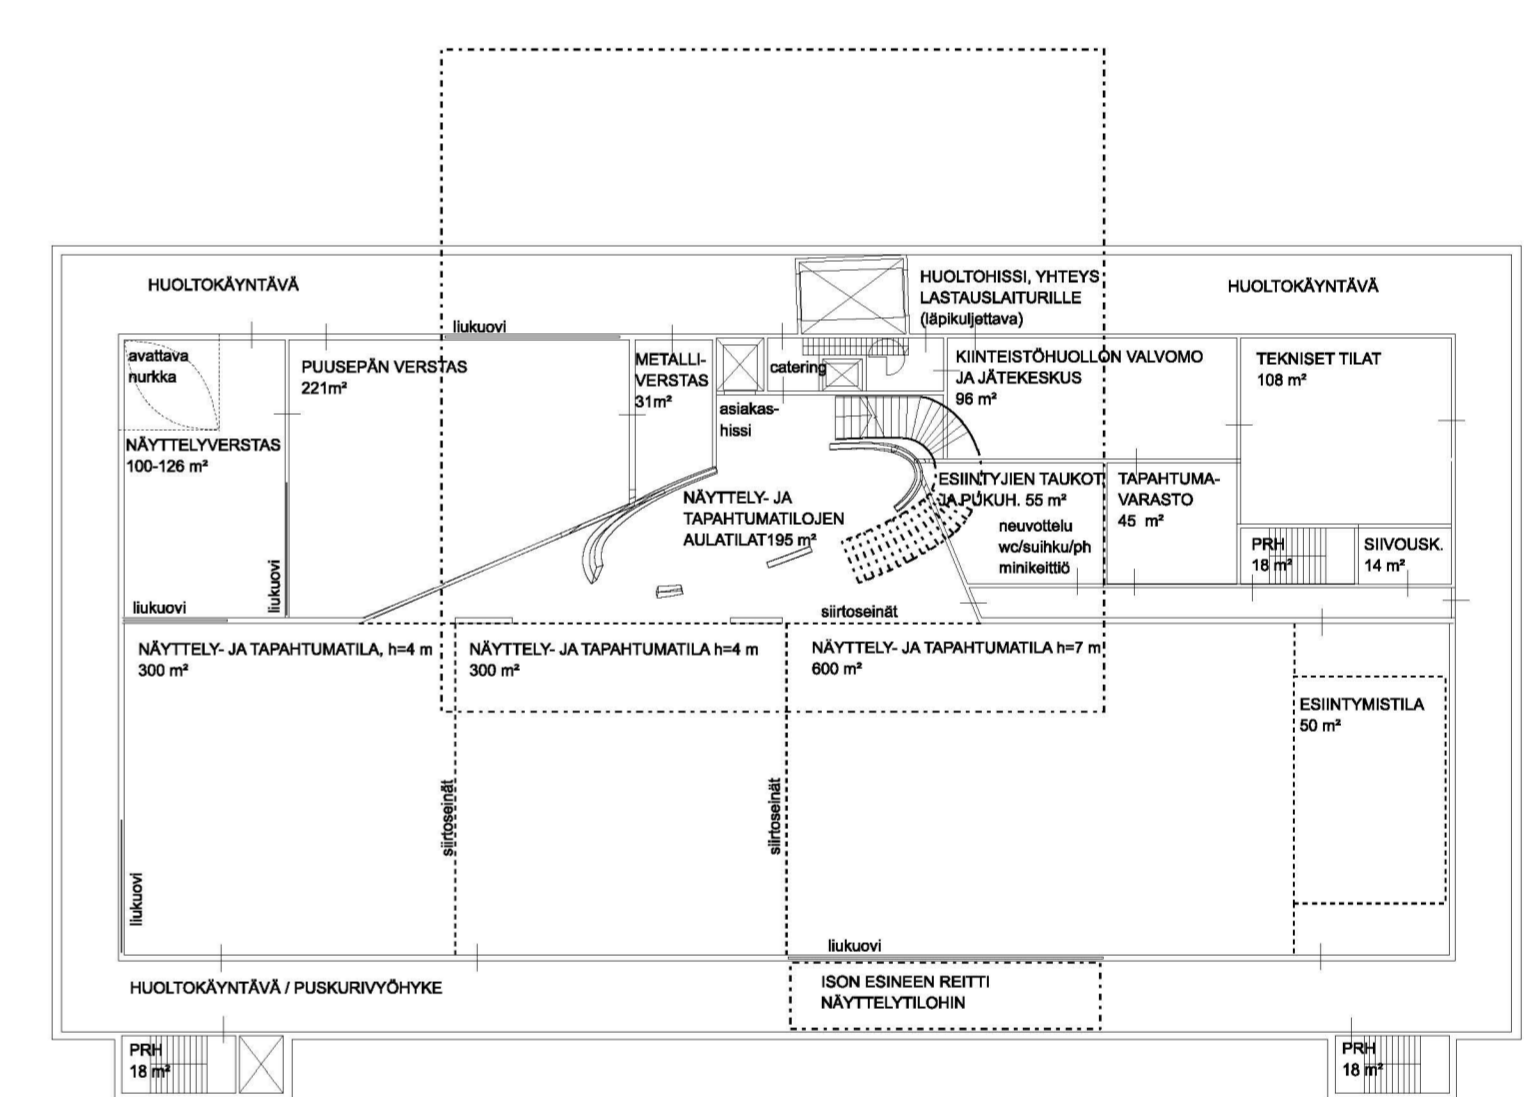 HUOLTOKÄYNTÄVÄ
HUOLTOHISSI, YHTEYS
LASTAUSLAITURILLE
(läpikuljettava)
HUOLTOKÄYNTÄVÄ
liukuovi
avattava
nurkka
PUUSEPÄN VERSTAS
221m²
METALLI-
VERSTAS
31m²
catering
KIINTEISTÖHUOLLON VALVOMO
JA JÄTEKESKUS
96 m²
TEKNISET TILAT
108 m²
asiakas-
hissi
NÄYTTELYVERSTAS
100-126 m²
NÄYTTELY- JA
TAPAHTUMATILOJEN
AULATILAT195 m²
ESIINTYJIEN TAUKOT
JA PUKUH. 55 m²
neuvottelu
wc/suihku/ph
minikeittiö
TAPAHTUMA-
VARASTO
45 m²
PRH
18 m²
SIIVOUSK.
14 m²
liukuovi
liukuovi
siirtoseinät
NÄYTTELY- JA TAPAHTUMATILA, h=4 m
300 m²
NÄYTTELY- JA TAPAHTUMATILA h=4 m
300 m²
NÄYTTELY- JA TAPAHTUMATILA h=7 m
600 m²
ESIINTYMISTILA
50 m²
siirtoseinät
siirtoseinät
liukuovi
liukuovi
HUOLTOKÄYNTÄVÄ / PUSKURIVYÖHYKE
ISON ESINEEN REITTI
NÄYTTELYTILOHIN
PRH
18 m²
PRH
18 m²